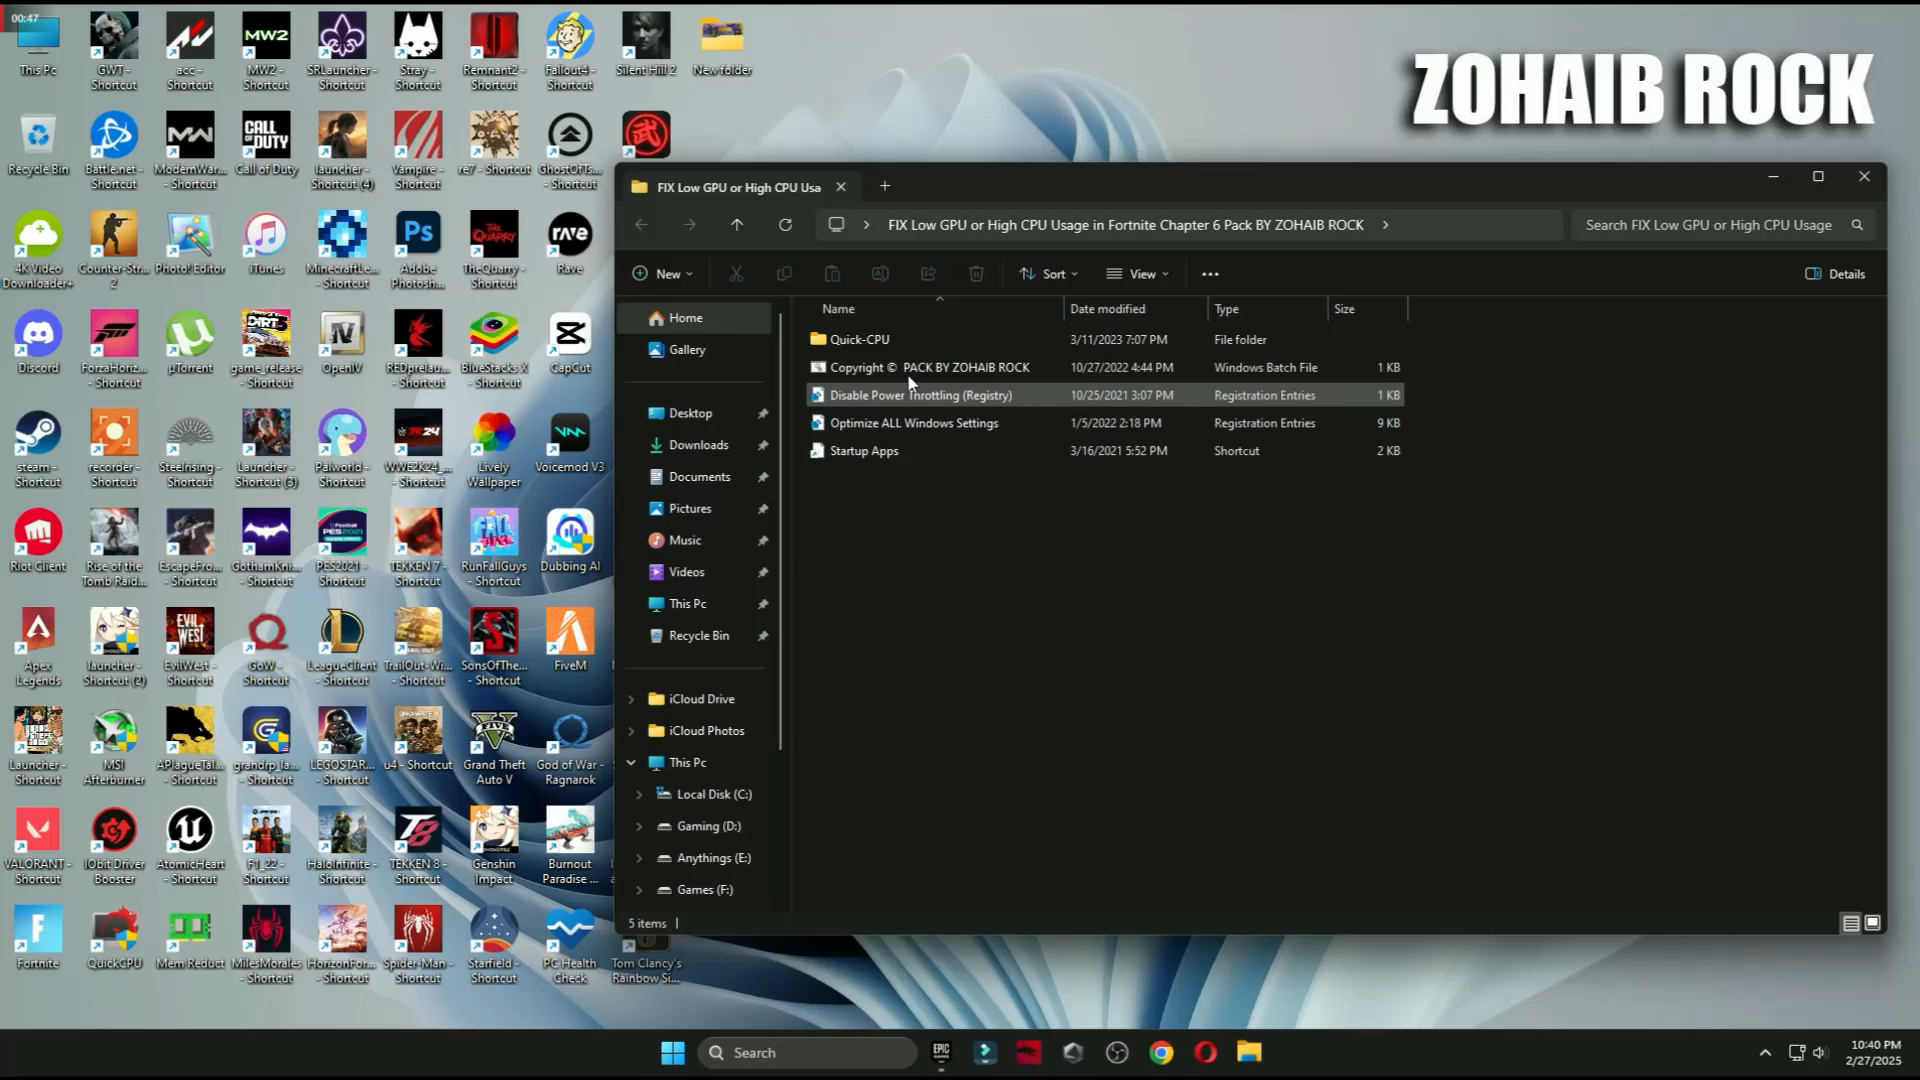 00:47
ZOHAIB ROCK
This Pc
GWT - Shortcut
acc - Shortcut
MW2 - Shortcut
SRLauncher - Shortcut
Stray - Shortcut
Remnant2 - Shortcut
Fallout4 - Shortcut
Silent Hill 2
New folder
Recycle Bin
Battle.net - Shortcut
ModernWar... - Shortcut
Call of Duty
launcher - Shortcut (4)
Vampire - Shortcut
re7 - Shortcut
GhostOfTs... - Shortcut
4K Video Downloader+
Counter-Str... 2
Photo! Editor
iTunes
MinecraftLe... - Shortcut
Adobe Photosh...
TheQuarry - Shortcut
Rave
Discord
ForzaHoriz... - Shortcut
µTorrent
game_release - Shortcut
OpenIV
REDprelau... - Shortcut
BlueStacks X
CapCut
steam - Shortcut
recorder - Shortcut
Steelrising - Shortcut
Launcher - Shortcut (3)
Palworld - Shortcut
WWE2K24_... - Shortcut
Lively Wallpaper
Voicemod V3
Riot Client
Rise of the Tomb Raid...
EscapeFro... - Shortcut
GothamKni... - Shortcut
PES2021 - Shortcut
TEKKEN 7 - Shortcut
RunFallGuys - Shortcut
Dubbing AI
Apex Legends
launcher - Shortcut (2)
EvilWest - Shortcut
GoW - Shortcut
LeagueClient - Shortcut
TrailOut-Wi... - Shortcut
SonsOfThe... - Shortcut
FiveM
Launcher - Shortcut
MSI Afterburner
APlagueTal... - Shortcut
grandrp_la... - Shortcut
LEGOSTAR... - Shortcut
u4 - Shortcut
Grand Theft Auto V
God of War - Ragnarok
VALORANT - Shortcut
IObit Driver Booster
AtomicHeart - Shortcut
F1_22 - Shortcut
HaloInfinite - Shortcut
TEKKEN 8 - Shortcut
Genshin Impact
Burnout Paradise ...
Fortnite
QuickCPU
Mem Reduct
MilesMorales - Shortcut
HorizonFor... - Shortcut
Spider-Man - Shortcut
Starfield - Shortcut
PC Health Check
Tom Clancy's Rainbow Si...
FIX Low GPU or High CPU Usa
FIX Low GPU or High CPU Usage in Fortnite Chapter 6 Pack BY ZOHAIB ROCK
Search FIX Low GPU or High CPU Usage
New
Sort
View
Details
Home
Gallery
Desktop
Downloads
Documents
Pictures
Music
Videos
This Pc
Recycle Bin
iCloud Drive
iCloud Photos
This Pc
Local Disk (C:)
Gaming (D:)
Anythings (E:)
Games (F:)
Name Date modified Type Size
Quick-CPU 3/11/2023 7:07 PM File folder
Copyright © PACK BY ZOHAIB ROCK 10/27/2022 4:44 PM Windows Batch File 1 KB
Disable Power Throttling (Registry) 10/25/2021 3:07 PM Registration Entries 1 KB
Optimize ALL Windows Settings 1/5/2022 2:18 PM Registration Entries 9 KB
Startup Apps 3/16/2021 5:52 PM Shortcut 2 KB
5 items
Search
10:40 PM
2/27/2025